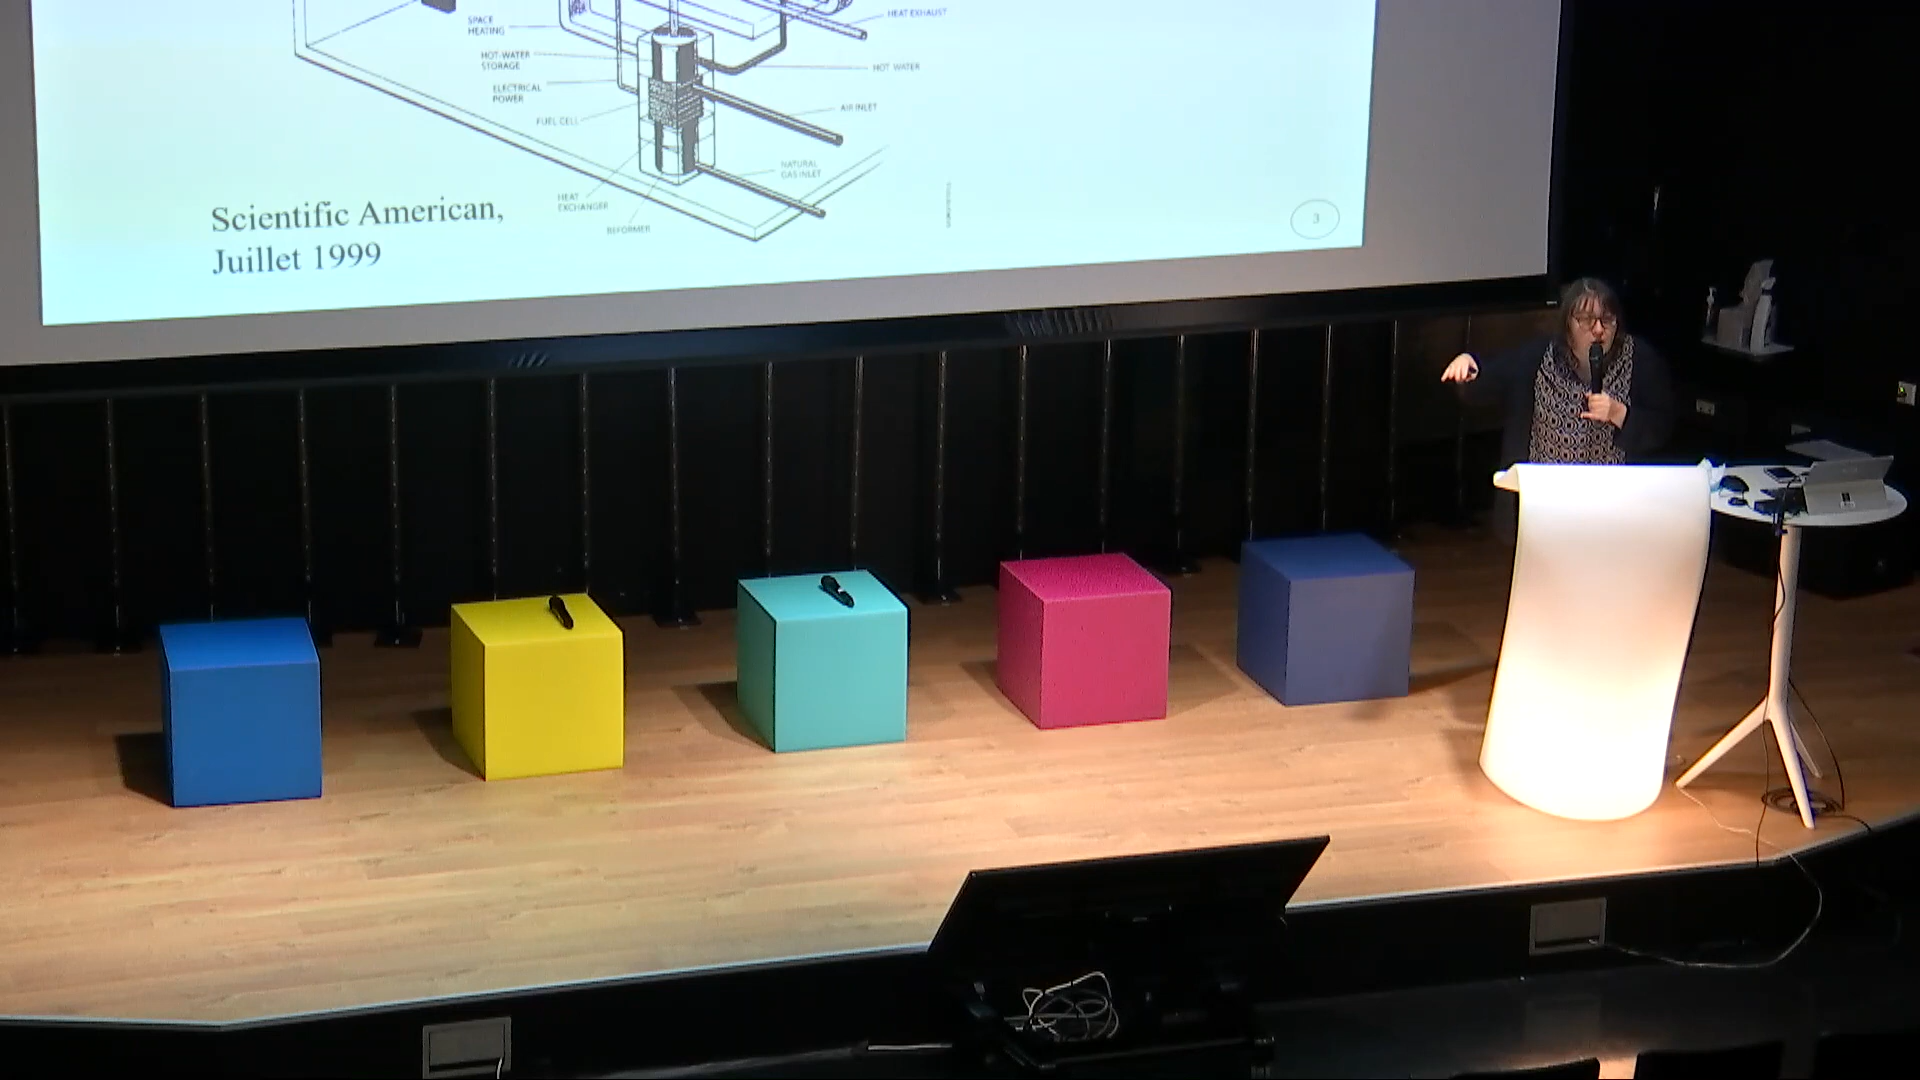 SPACE
HEATING
HEAT EXHAUST
HOT-WATER
STORAGE
HOT WATER
ELECTRICAL
POWER
AIR INLET
FUEL CELL
NATURAL
GAS INLET
HEAT
EXCHANGER
REFORMER
Scientific American,
Juillet 1999
3